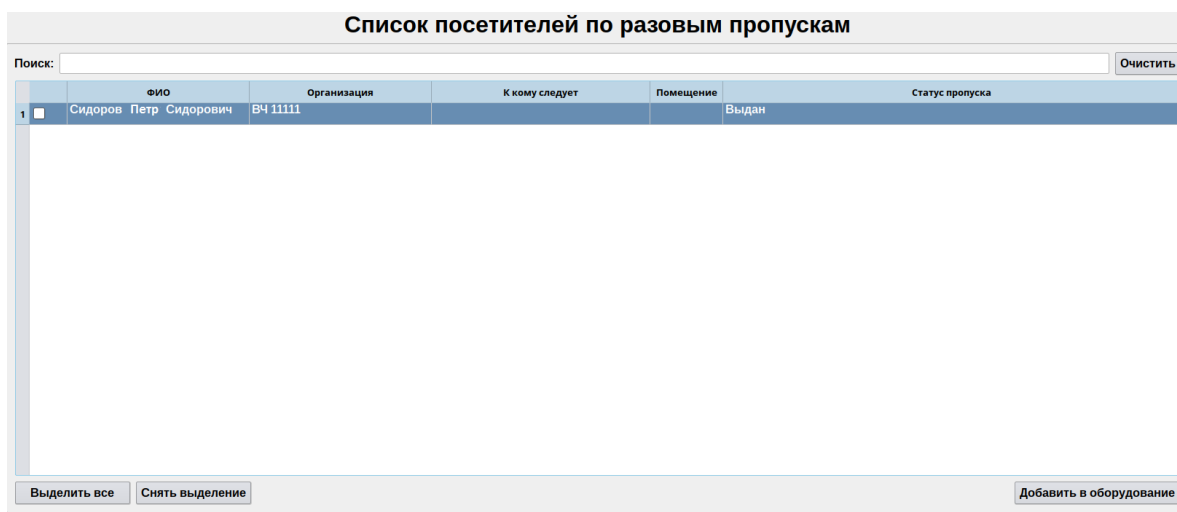 Список посетителей по разовым пропускам
Поиск: Очистить
ФИО Организация К кому следует Помещение Статус пропуска
1 Сидоров Петр Сидорович ВЧ 11111 Выдан
Выделить все Снять выделение Добавить в оборудование